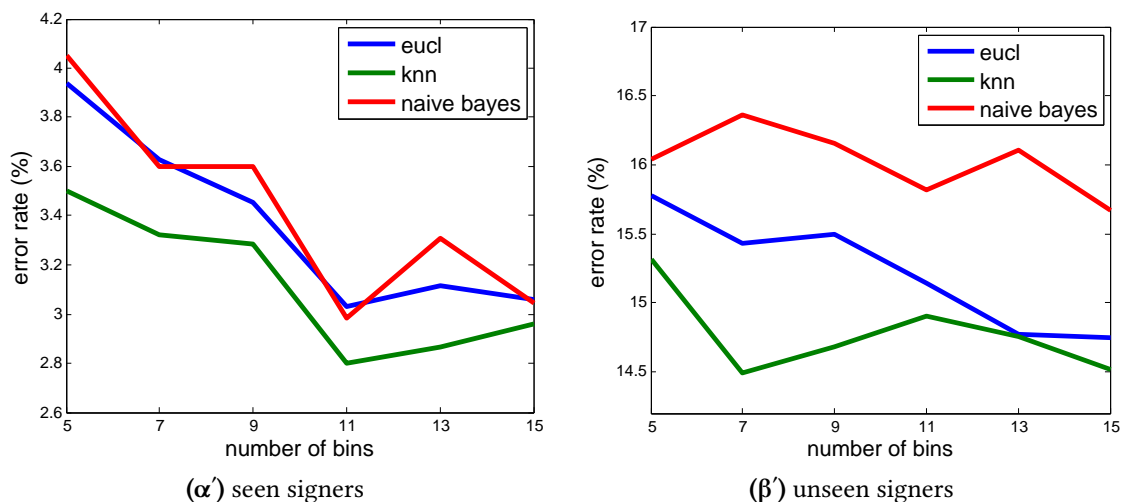 4.2
4
3.8
3.6
3.4
3.2
3
2.8
2.6
error rate (%)
eucl
knn
naive bayes
5 7 9 11 13 15
number of bins
(α′) seen signers
17
16.5
16
15.5
15
14.5
error rate (%)
eucl
knn
naive bayes
5 7 9 11 13 15
number of bins
(β′) unseen signers